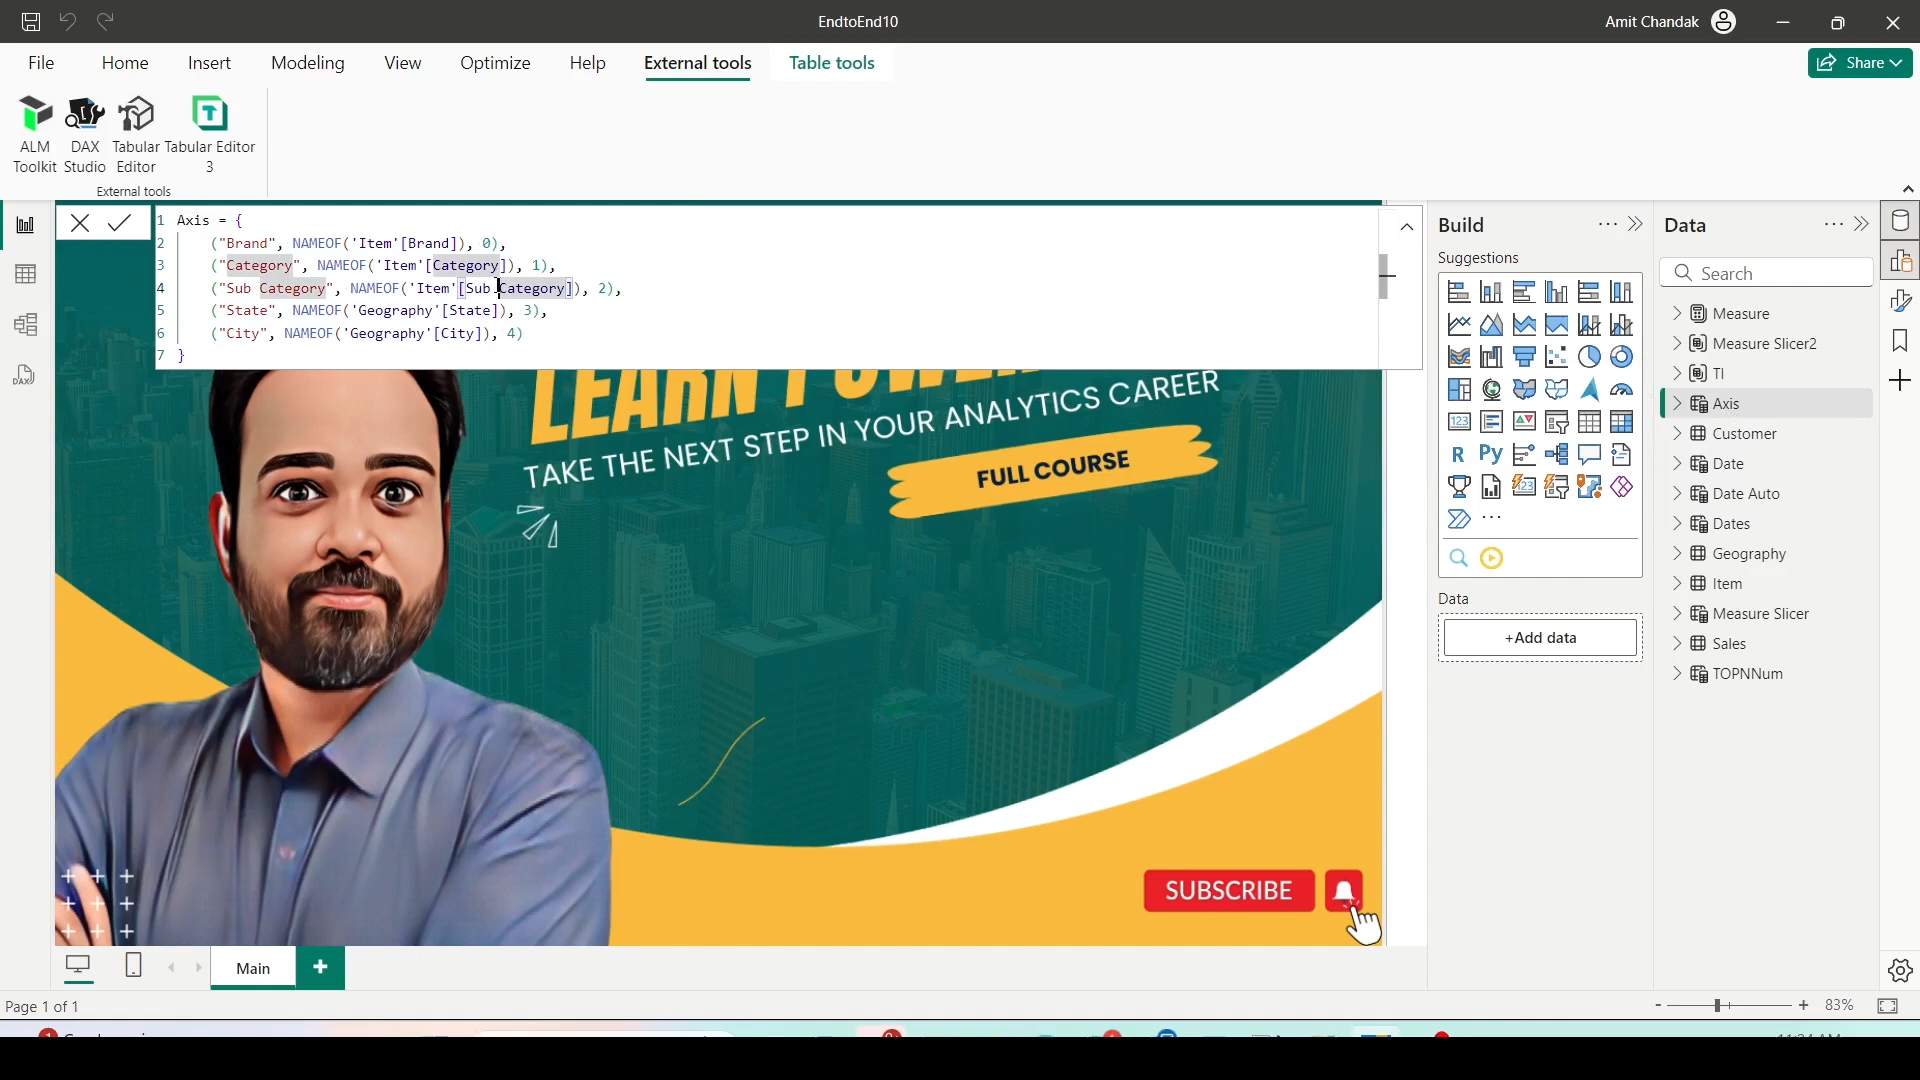 EndtoEnd10
Amit Chandak
File
Home
Insert
Modeling
View
Optimize
Help
External tools
Table tools
Share
ALM
Toolkit
DAX
Studio
Tabular
Editor
Tabular Editor
3
External tools
1 Axis = {
2 ("Brand", NAMEOF('Item'[Brand]), 0),
3 ("Category", NAMEOF('Item'[Category]), 1),
4 ("Sub Category", NAMEOF('Item'[Sub Category]), 2),
5 ("State", NAMEOF('Geography'[State]), 3),
6 ("City", NAMEOF('Geography'[City]), 4)
7 }
DAX
LEARN
TAKE THE NEXT STEP IN YOUR ANALYTICS CAREER
FULL COURSE
SUBSCRIBE
Build
Suggestions
123
R
Py
123
Data
+Add data
Data
Search
Measure
Measure Slicer2
TI
Axis
Customer
Date
Date Auto
Dates
Geography
Item
Measure Slicer
Sales
TOPNNum
Main
Page 1 of 1
83%